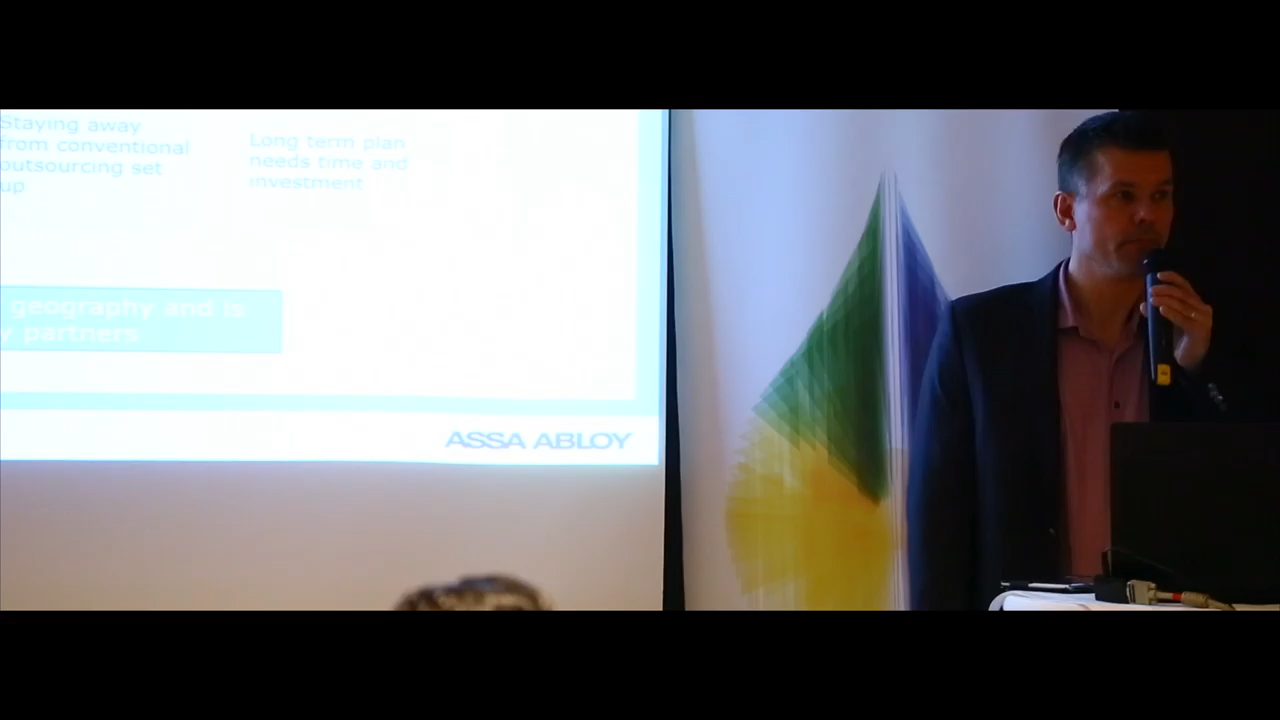 Staying away
from conventional
outsourcing set
up
Long term plan
needs time and
investment
geography and is
y partners
ASSA ABLOY